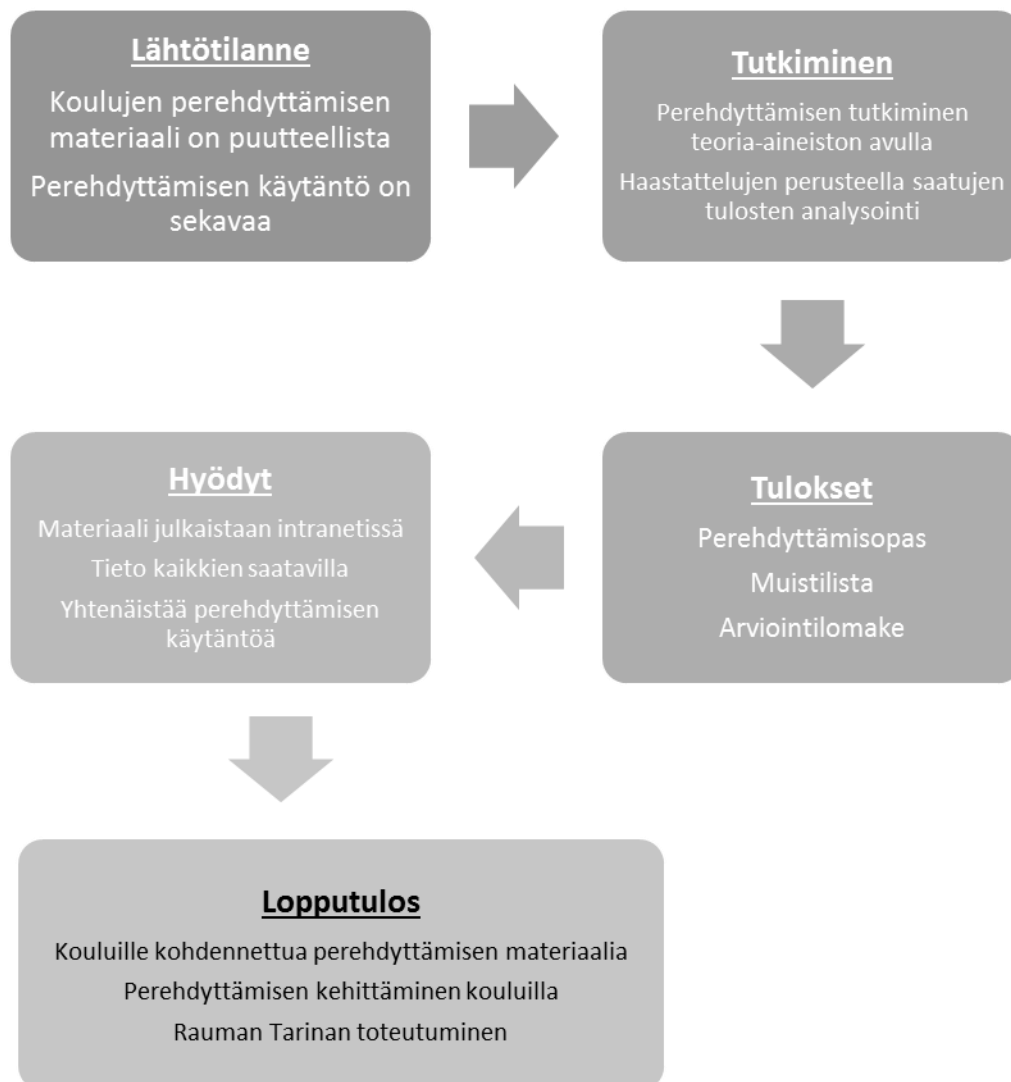 Lähtötilanne
Koulujen perehdyttämisen
materiaali on puutteellista
Perehdyttämisen käytäntö on
sekavaa
Tutkiminen
Perehdyttämisen tutkiminen
teoria-aineiston avulla
Haastattelujen perusteella saatujen
tulosten analysointi
Tulokset
Perehdyttämisopas
Muistilista
Arviointilomake
Hyödyt
Materiaali julkaistaan intranetissä
Tieto kaikkien saatavilla
Yhtenäistää perehdyttämisen
käytäntöä
Lopputulos
Kouluille kohdennettua perehdyttämisen materiaalia
Perehdyttämisen kehittäminen kouluilla
Rauman Tarinan toteutuminen